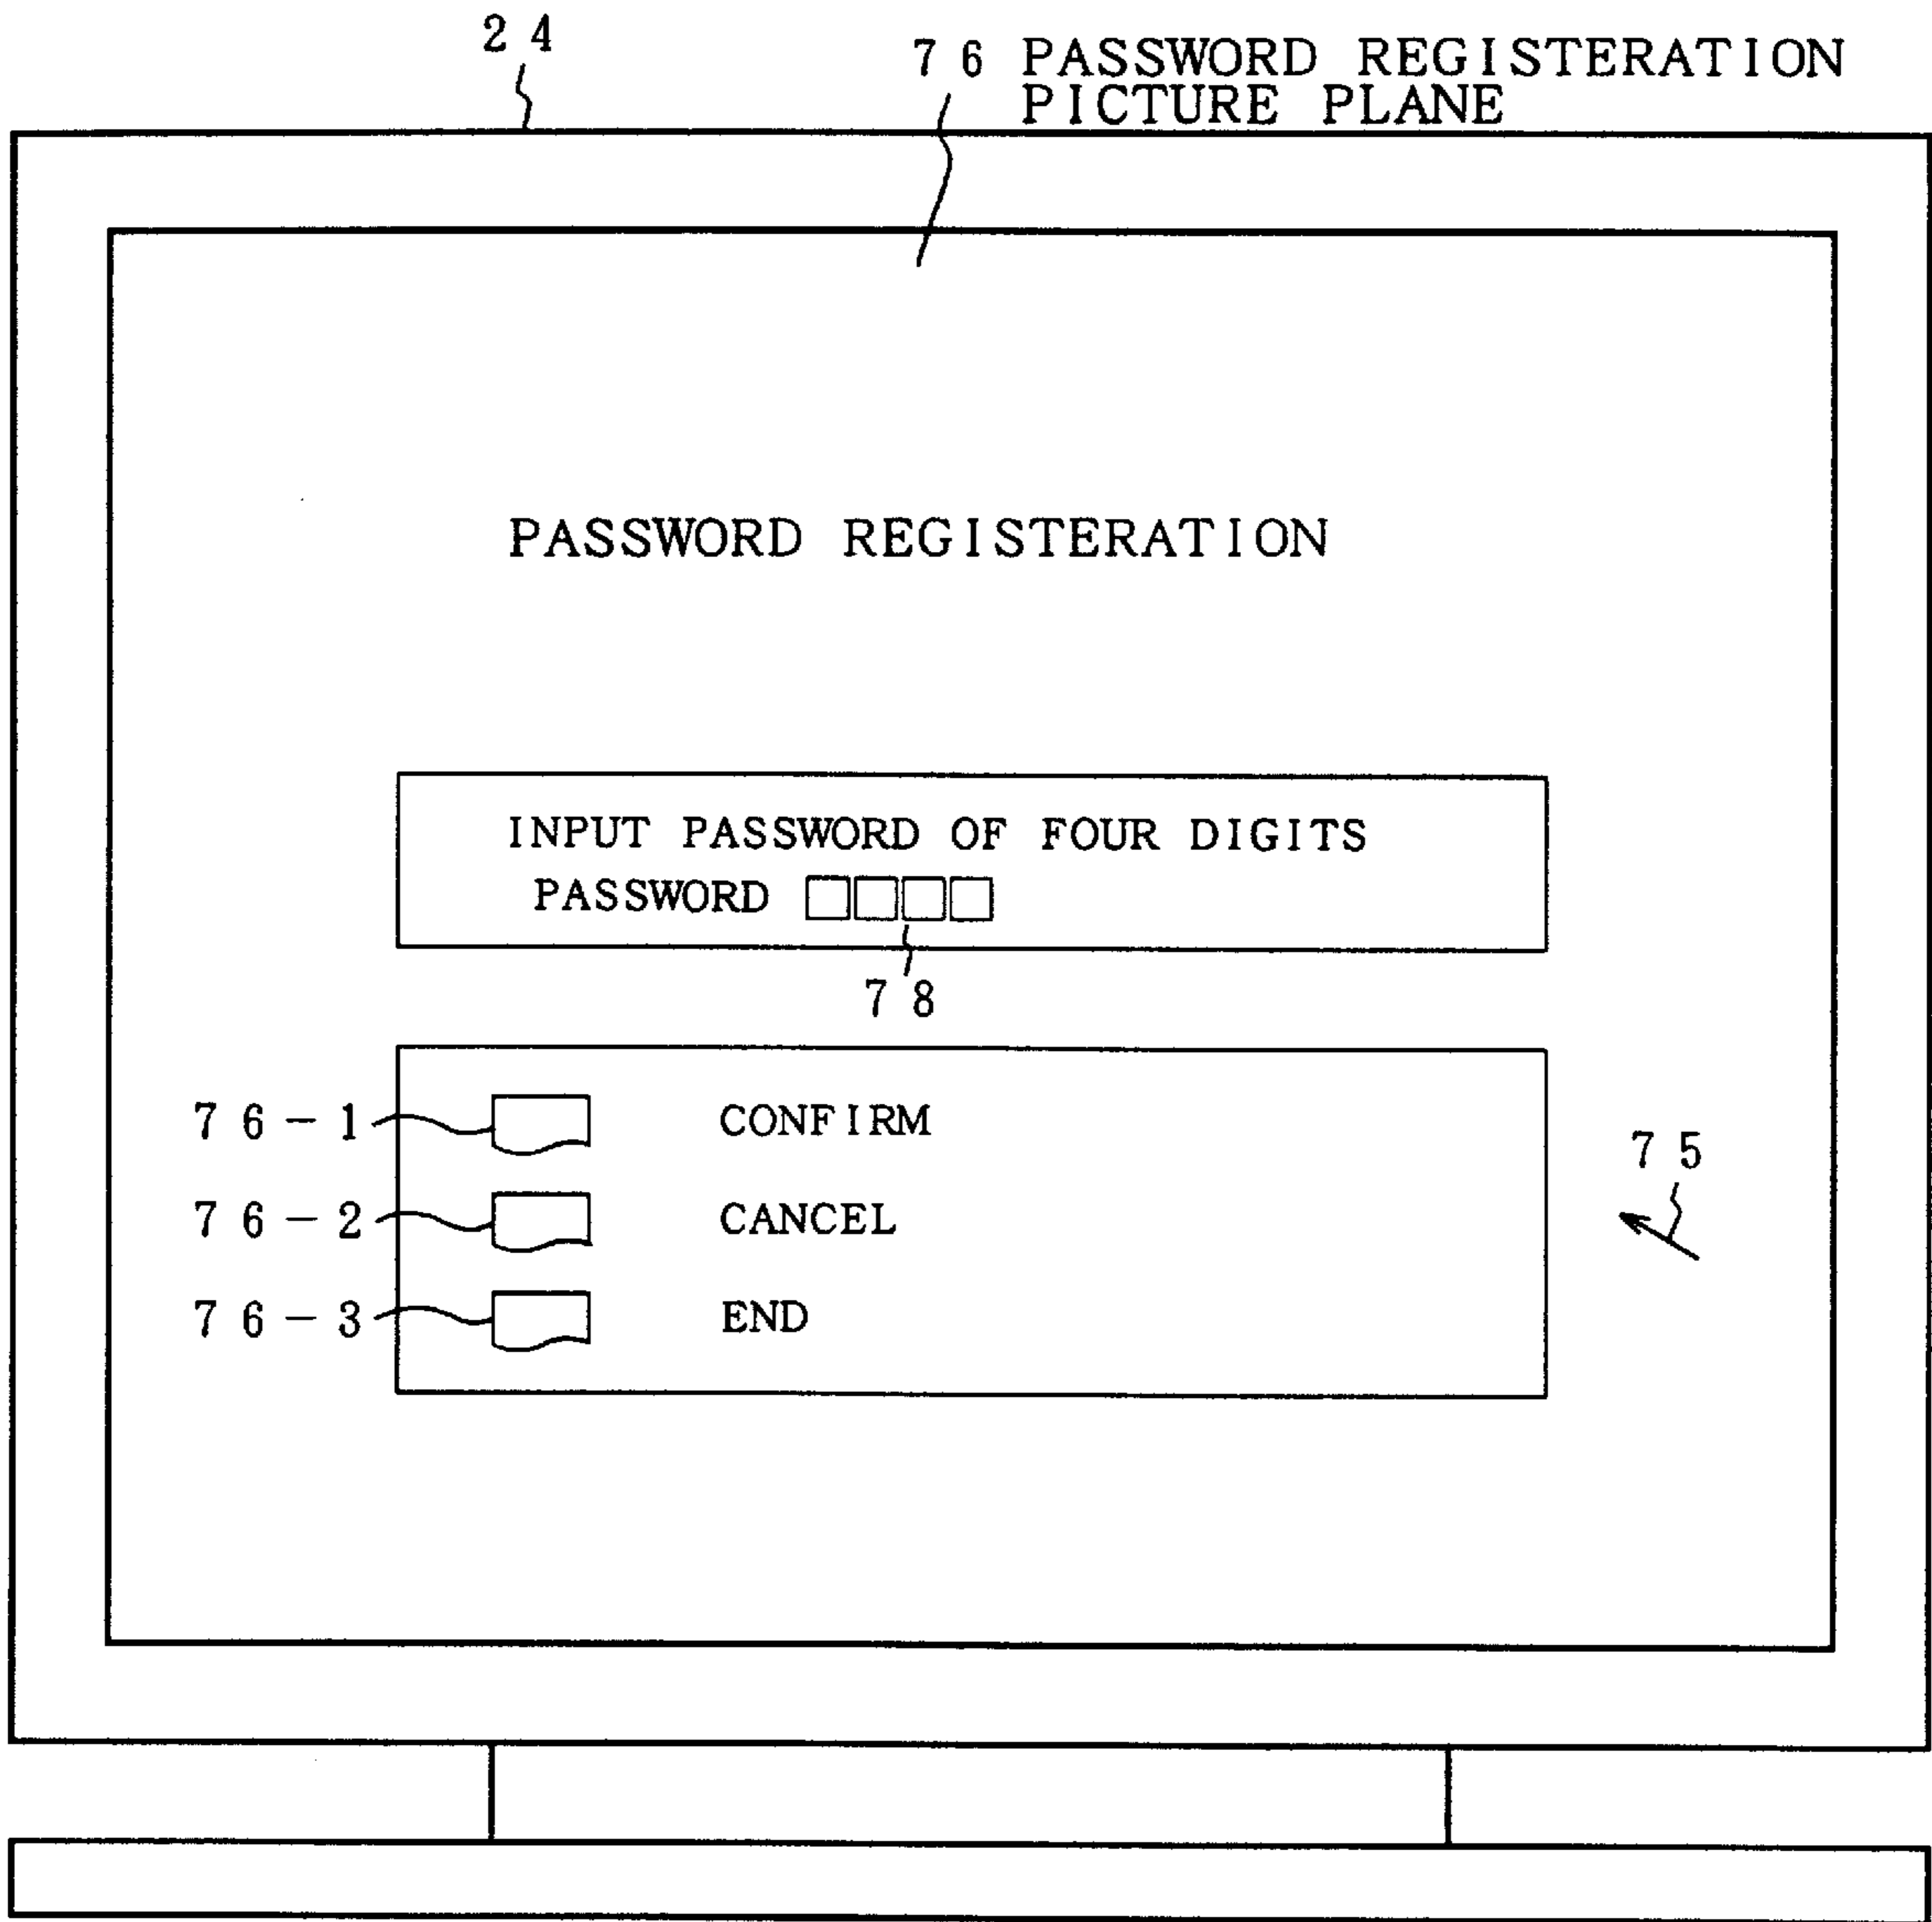 24
76 PASSWORD REGISTERATION
PICTURE PLANE
PASSWORD REGISTERATION
INPUT PASSWORD OF FOUR DIGITS
PASSWORD □□□□
78
76-1 CONFIRM
75
76-2 CANCEL
76-3 END